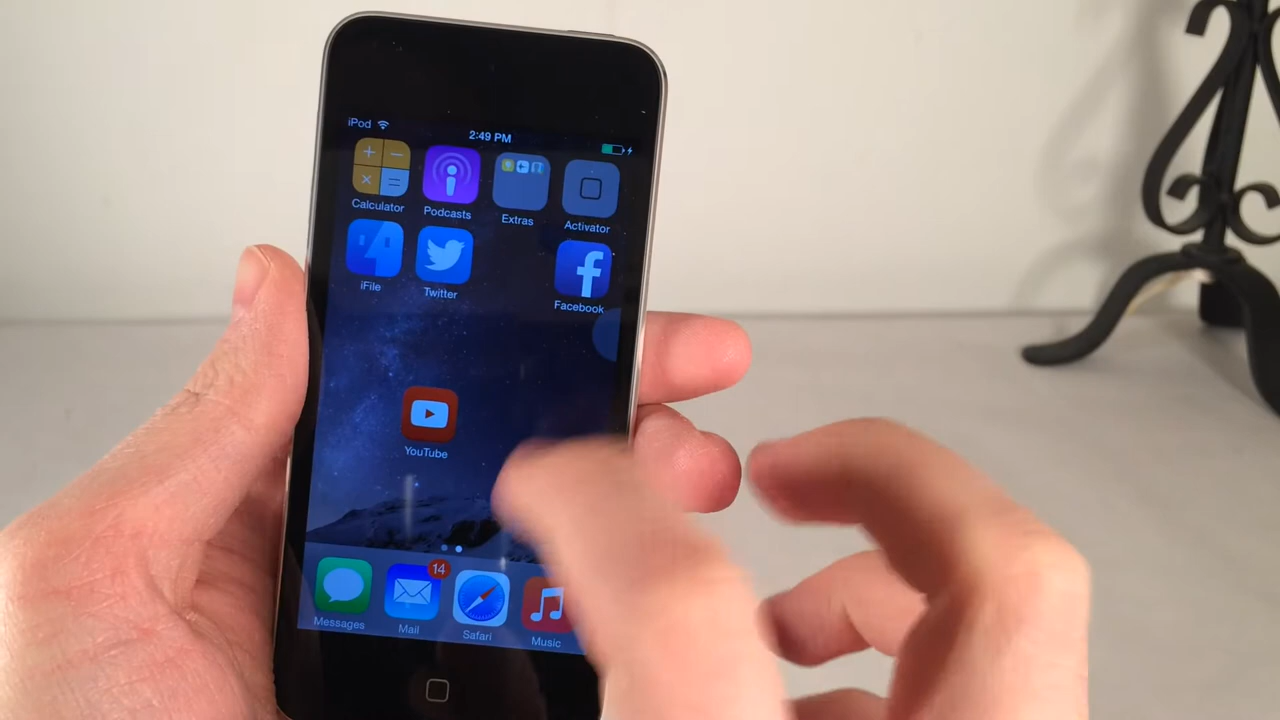 iPod
2:49 PM
Calculator
Podcasts
Extras
Activator
iFile
Twitter
Facebook
YouTube
14
Messages
Mail
Safari
Music